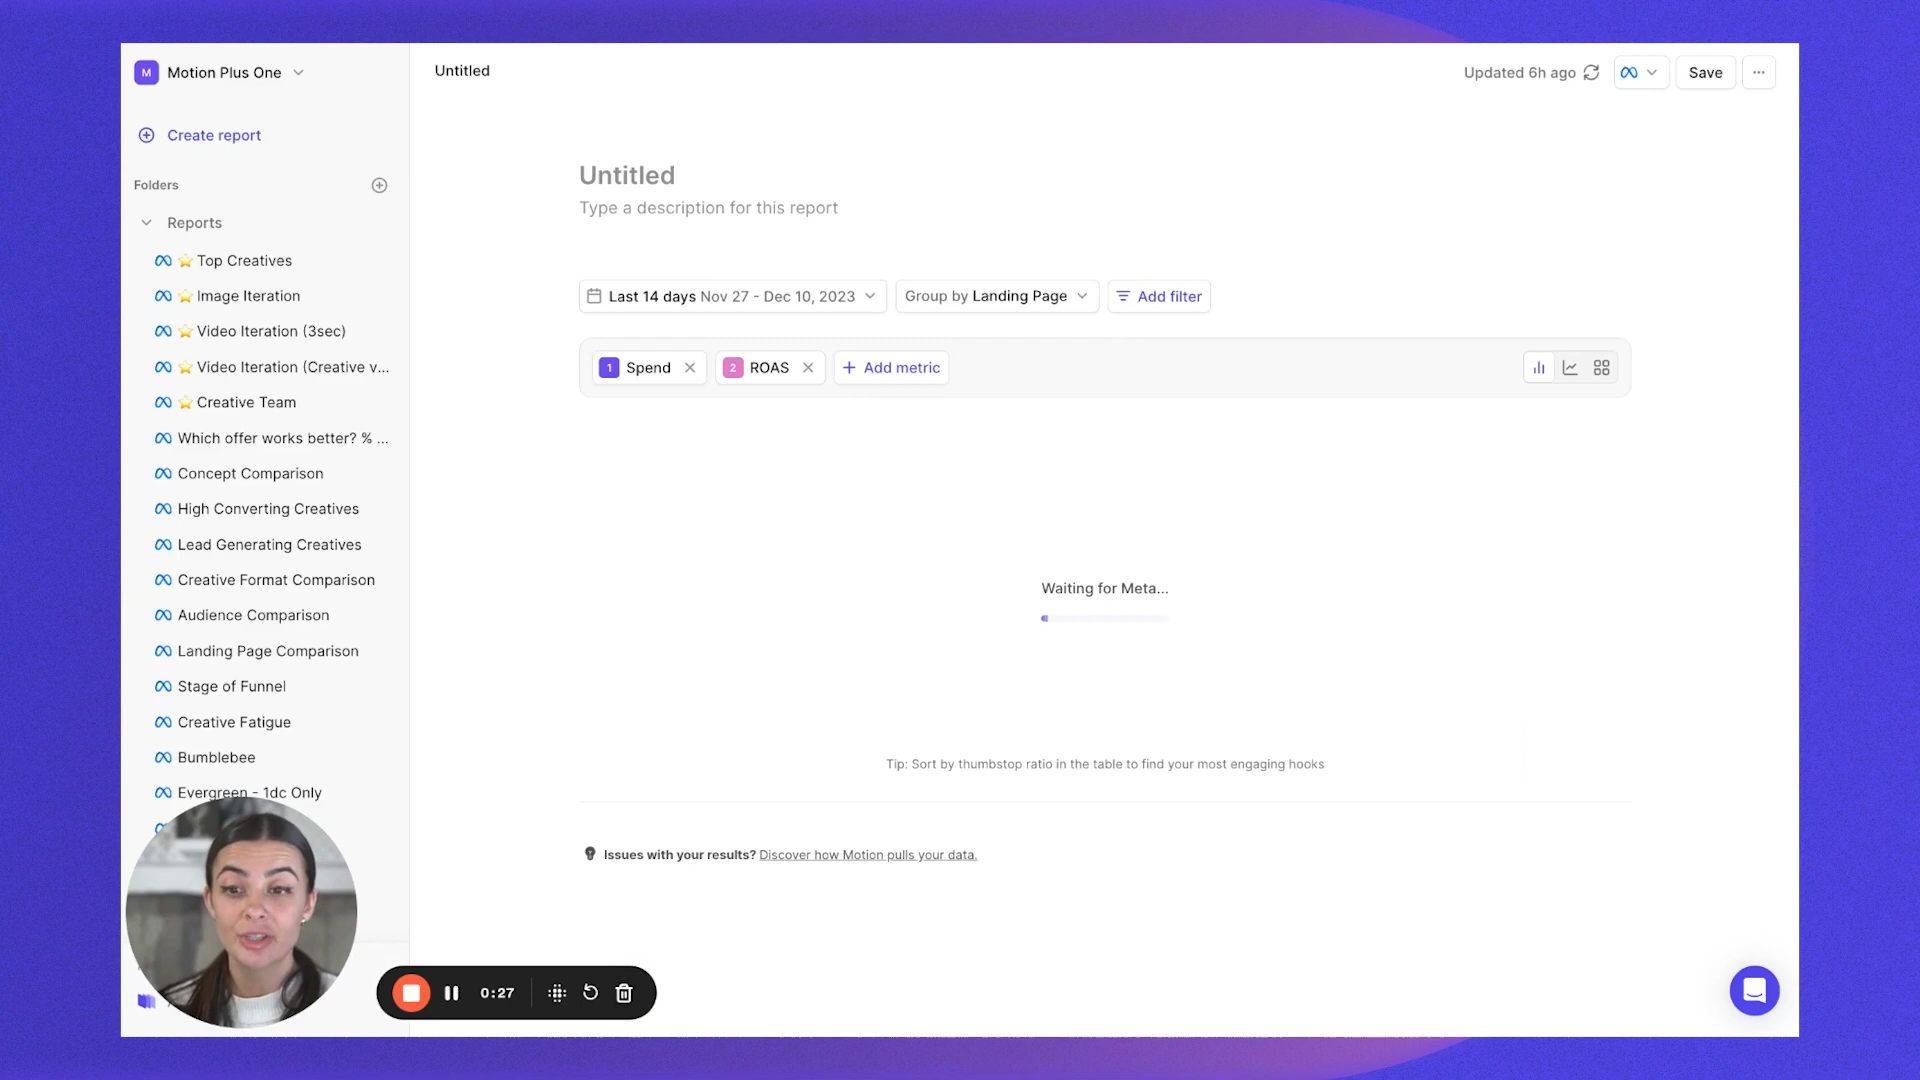 M Motion Plus One
Untitled
Updated 6h ago
Save
Create report
Folders
Reports
Top Creatives
Image Iteration
Video Iteration (3sec)
Video Iteration (Creative v...
Creative Team
Which offer works better? % ...
Concept Comparison
High Converting Creatives
Lead Generating Creatives
Creative Format Comparison
Audience Comparison
Landing Page Comparison
Stage of Funnel
Creative Fatigue
Bumblebee
Evergreen - 1dc Only
Untitled
Type a description for this report
Last 14 days Nov 27 - Dec 10, 2023
Group by Landing Page
Add filter
1 Spend
2 ROAS
+ Add metric
Waiting for Meta...
Tip: Sort by thumbstop ratio in the table to find your most engaging hooks
Issues with your results? Discover how Motion pulls your data.
0:27